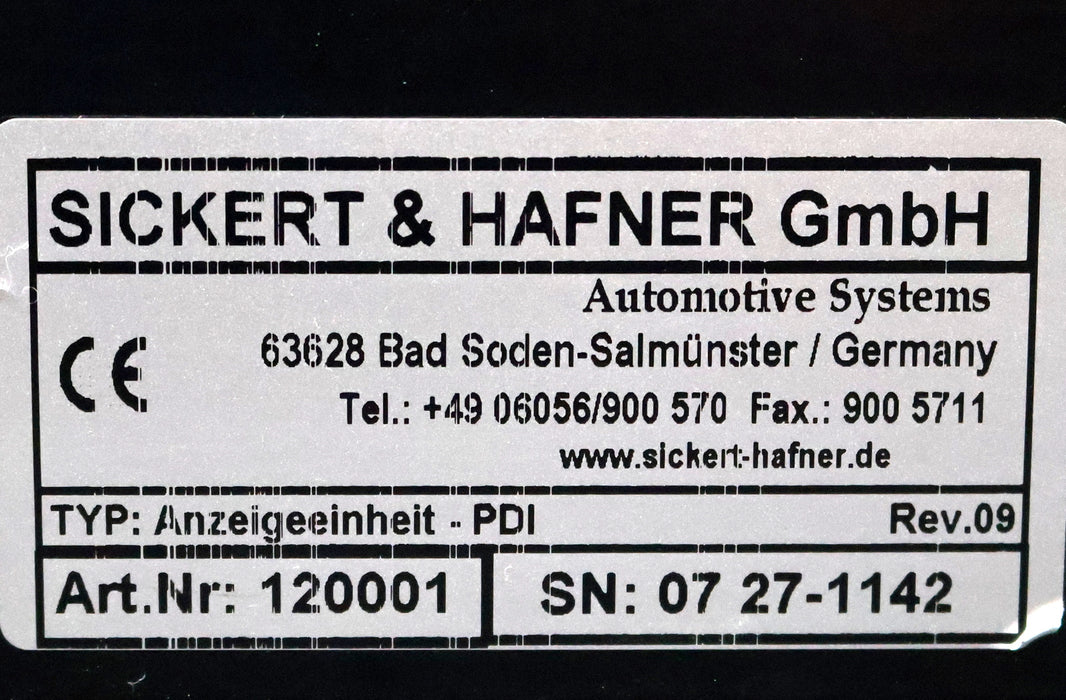 SICKERT & HAFNER GmbH
Automotive Systems
CE
63628 Bad Soden-Salmünster / Germany
Tel.: +49 06056/900 570 Fax.: 900 5711
www.sickert-hafner.de
TYP: Anzeigeeinheit - PDI Rev.09
Art.Nr: 120001 SN: 07 27-1142